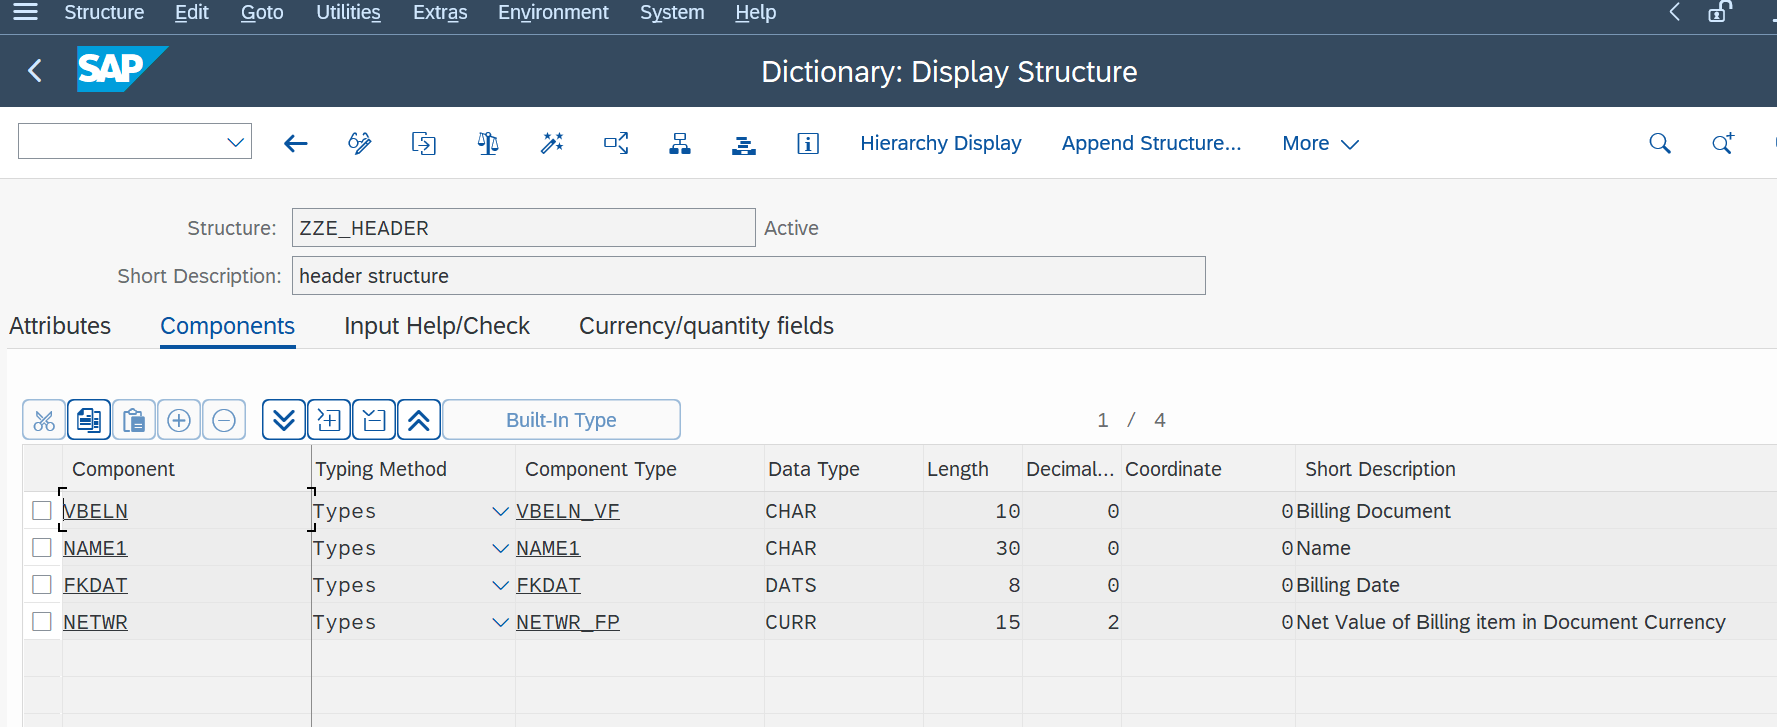 Structure Edit Goto Utilities Extras Environment System Help
SAP Dictionary: Display Structure
Hierarchy Display Append Structure... More
Structure: ZZE_HEADER Active
Short Description: header structure
Attributes Components Input Help/Check Currency/quantity fields
Built-In Type 1 / 4
Component Typing Method Component Type Data Type Length Decimal... Coordinate Short Description
VBELN Types VBELN_VF CHAR 10 0 0 Billing Document
NAME1 Types NAME1 CHAR 30 0 0 Name
FKDAT Types FKDAT DATS 8 0 0 Billing Date
NETWR Types NETWR_FP CURR 15 2 0 Net Value of Billing item in Document Currency